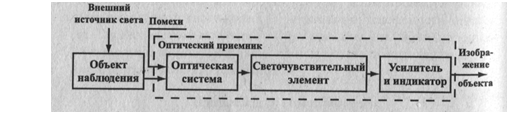 Внешний
источник света
Помехи
Оптический приемник
Объект
наблюдения
Оптическая
система
Светочувствительный
элемент
Усилитель
и индикатор
Изобра-
жение
объекта